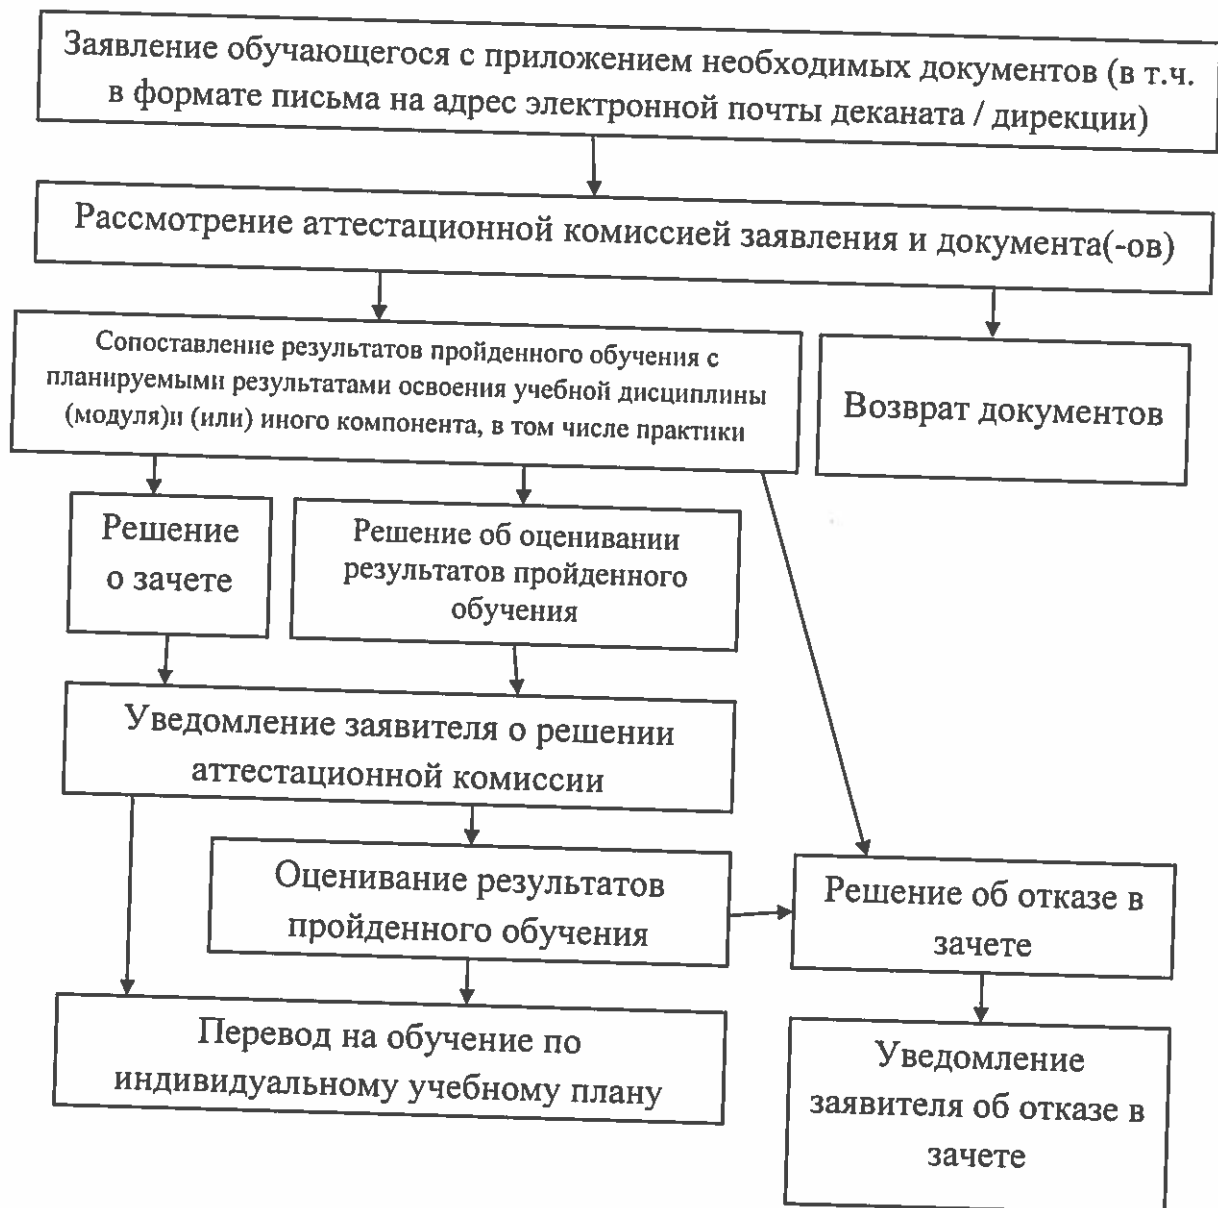 Заявление обучающегося с приложением необходимых документов (в т.ч.
в формате письма на адрес электронной почты деканата / дирекции)
Рассмотрение аттестационной комиссией заявления и документа(-ов)
Сопоставление результатов пройденного обучения с
планируемыми результатами освоения учебной дисциплины
(модуля)и (или) иного компонента, в том числе практики
Возврат документов
Решение
о зачете
Решение об оценивании
результатов пройденного
обучения
Уведомление заявителя о решении
аттестационной комиссии
Оценивание результатов
пройденного обучения
Решение об отказе в
зачете
Перевод на обучение по
индивидуальному учебному плану
Уведомление
заявителя об отказе в
зачете